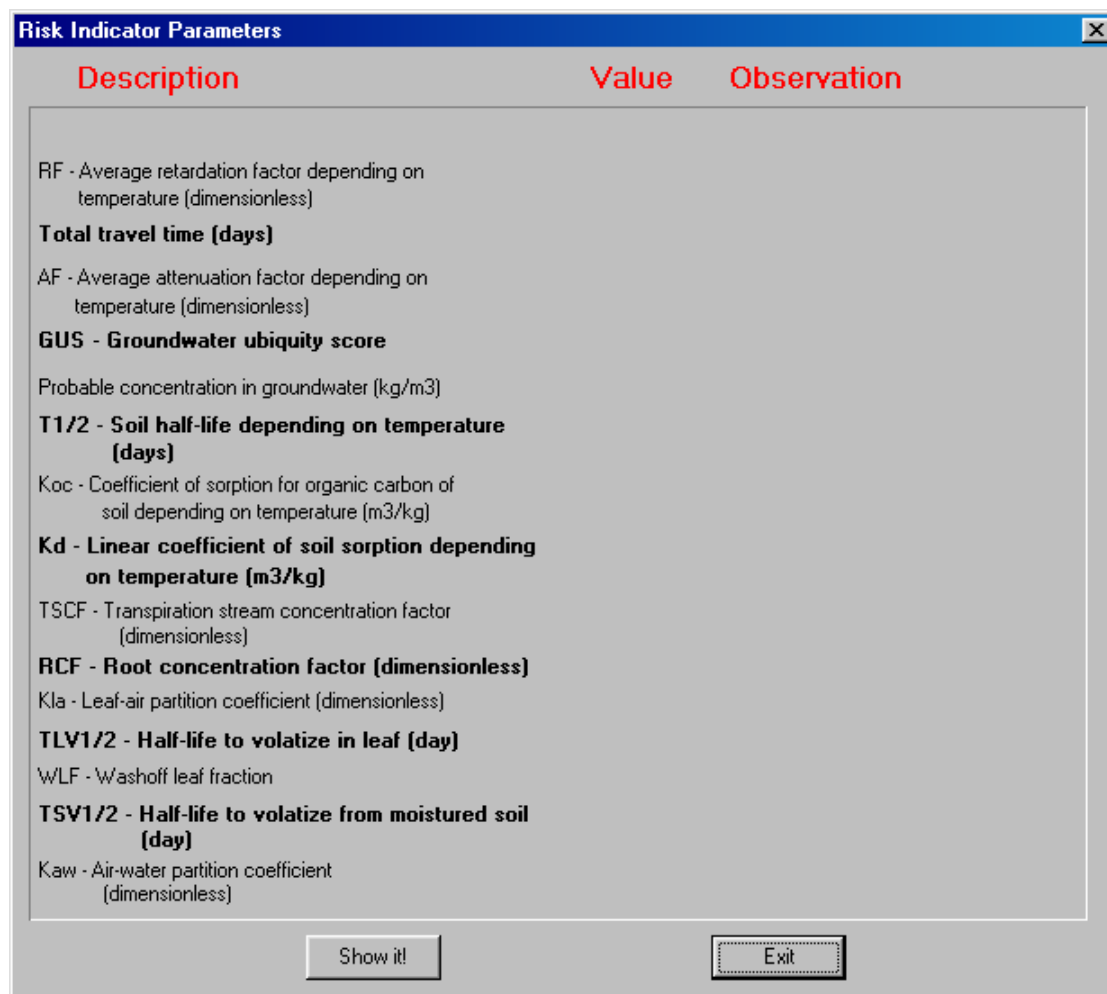 Risk Indicator Parameters
Description Value Observation
RF - Average retardation factor depending on
temperature (dimensionless)
Total travel time (days)
AF - Average attenuation factor depending on
temperature (dimensionless)
GUS - Groundwater ubiquity score
Probable concentration in groundwater (kg/m3)
T1/2 - Soil half-life depending on temperature
(days)
Koc - Coefficient of sorption for organic carbon of
soil depending on temperature (m3/kg)
Kd - Linear coefficient of soil sorption depending
on temperature (m3/kg)
TSCF - Transpiration stream concentration factor
(dimensionless)
RCF - Root concentration factor (dimensionless)
Kla - Leaf-air partition coefficient (dimensionless)
TLV1/2 - Half-life to volatize in leaf (day)
WLF - Washoff leaf fraction
TSV1/2 - Half-life to volatize from moistured soil
(day)
Kaw - Air-water partition coefficient
(dimensionless)
Show it! Exit